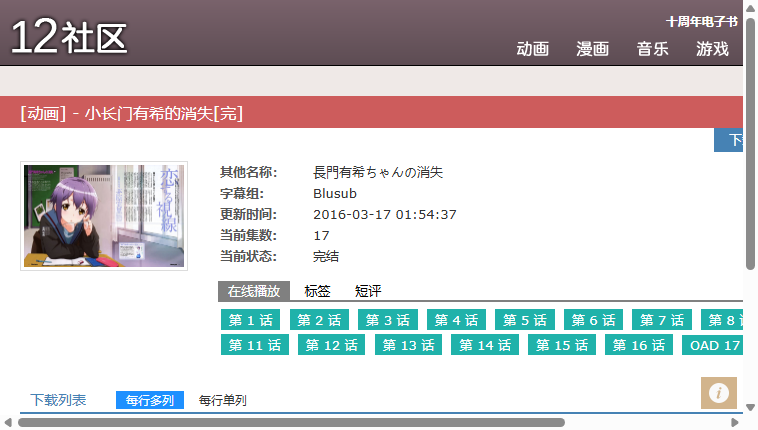 12社区
十周年电子书
动画 漫画 音乐 游戏
[动画] - 小长门有希的消失[完]
恋する視線
其他名称: 長門有希ちゃんの消失
字幕组: Blusub
更新时间: 2016-03-17 01:54:37
当前集数: 17
当前状态: 完结
在线播放 标签 短评
第 1 话 第 2 话 第 3 话 第 4 话 第 5 话 第 6 话 第 7 话 第 8
第 11 话 第 12 话 第 13 话 第 14 话 第 15 话 第 16 话 OAD 17
下载列表 每行多列 每行单列